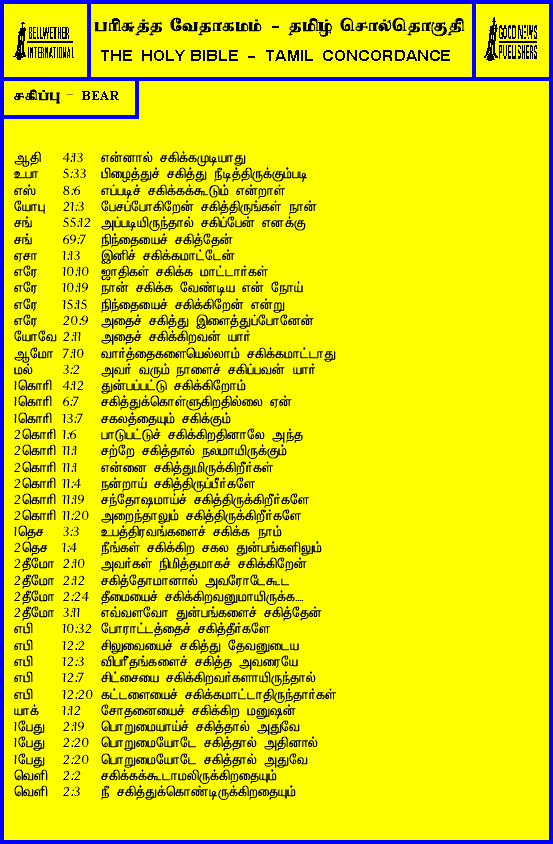 BELLWETHER
INTERNATIONAL
பரிசுத்த வேதாகமம் - தமிழ் சொல்தொகுதி
THE HOLY BIBLE - TAMIL CONCORDANCE
GOOD NEWS
PUBLISHERS
சகிப்பு - BEAR
ஆதி 4:13 என்னால் சகிக்கமுடியாது
உபா 5:33 பிழைத்துச் சகித்து நீடித்திருக்கும்படி
எஸ் 8:6 எப்படிச் சகிக்கக்கூடும் என்றாள்
யோபு 21:3 பேசப்போகிறேன் சகித்திருங்கள் நான்
சங் 55:12 அப்படியிருந்தால் சகிப்பேன் எனக்கு
சங் 69:7 நிந்தையைச் சகித்தேன்
ஏசா 1:13 இனிச் சகிக்கமாட்டேன்
எரே 10:10 ஜாதிகள் சகிக்க மாட்டார்கள்
எரே 10:19 நான் சகிக்க வேண்டிய என் நோய்
எரே 15:15 நிந்தையைச் சகிக்கிறேன் என்று
எரே 20:9 அதைச் சகித்து இளைத்துப்போனேன்
யோவே 2:11 அதைச் சகிக்கிறவன் யார்
ஆமோ 7:10 வார்த்தைகளையெல்லாம் சகிக்கமாட்டாது
மல் 3:2 அவர் வரும் நாளைச் சகிப்பவன் யார்
1கொரி 4:12 துன்பப்பட்டு சகிக்கிறோம்
1கொரி 6:7 சகித்துக்கொள்ளுகிறதில்லை ஏன்
1கொரி 13:7 சகலத்தையும் சகிக்கும்
2கொரி 1:6 பாடுபட்டுச் சகிக்கிறதினாலே அந்த
2கொரி 11:1 சற்றே சகித்தால் நலமாயிருக்கும்
2கொரி 11:1 என்னை சகித்துமிருக்கிறீர்கள்
2கொரி 11:4 நன்றாய் சகித்திருப்பீர்களே
2கொரி 11:19 சந்தோஷமாய்ச் சகித்திருக்கிறீர்களே
2கொரி 11:20 அறைந்தாலும் சகித்திருக்கிறீர்களே
1தெச 3:3 உபத்திரவங்களைச் சகிக்க நாம்
2தெச 1:4 நீங்கள் சகிக்கிற சகல துன்பங்களிலும்
2தீமோ 2:10 அவர்கள் நிமித்தமாகச் சகிக்கிறேன்
2தீமோ 2:12 சகித்தோமானால் அவரோடேகூட
2தீமோ 2:24 தீமையைச் சகிக்கிறவனுமாயிருக்க....
2தீமோ 3:11 எவ்வளவோ துன்பங்களைச் சகித்தேன்
எபி 10:32 போராட்டத்தைச் சகித்தீர்களே
எபி 12:2 சிலுவையைச் சகித்து தேவனுடைய
எபி 12:3 விபரீதங்களைச் சகித்த அவரையே
எபி 12:7 சிட்சையை சகிக்கிறவர்களாயிருந்தால்
எபி 12:20 கட்டளையைச் சகிக்கமாட்டாதிருந்தார்கள்
யாக் 1:12 சோதனையைச் சகிக்கிற மனுஷன்
1பேது 2:19 பொறுமையாய்ச் சகித்தால் அதுவே
1பேது 2:20 பொறுமையோடே சகித்தால் அதினால்
1பேது 2:20 பொறுமையோடே சகித்தால் அதுவே
வெளி 2:2 சகிக்கக்கூடாமலிருக்கிறதையும்
வெளி 2:3 நீ சகித்துக்கொண்டிருக்கிறதையும்